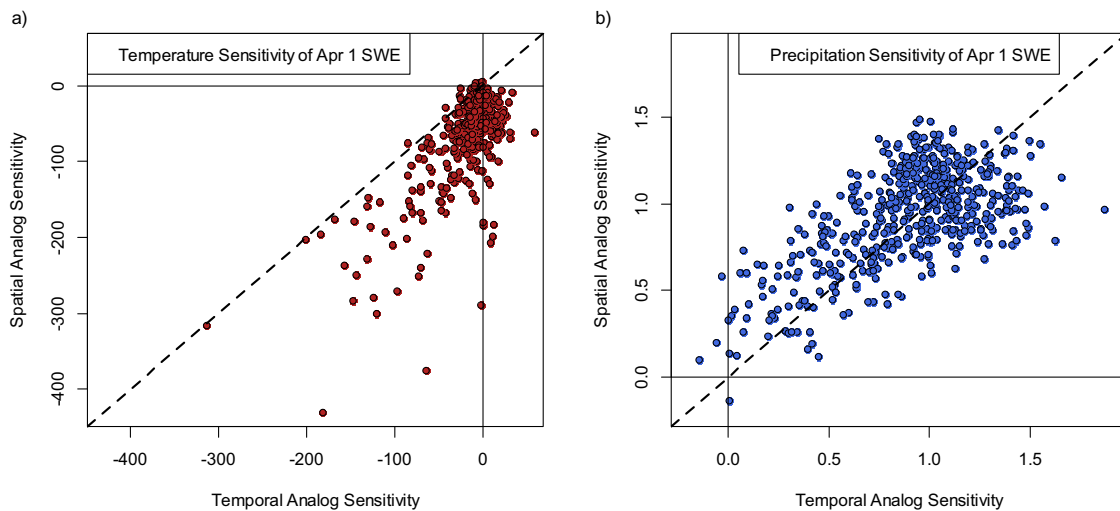 a)
Temperature Sensitivity of Apr 1 SWE
Spatial Analog Sensitivity
0
100
200
300
400
-400 -300 -200 -100 0
Temporal Analog Sensitivity
b)
Precipitation Sensitivity of Apr 1 SWE
Spatial Analog Sensitivity
1.5
1.0
0.5
0.0
0.0 0.5 1.0 1.5
Temporal Analog Sensitivity